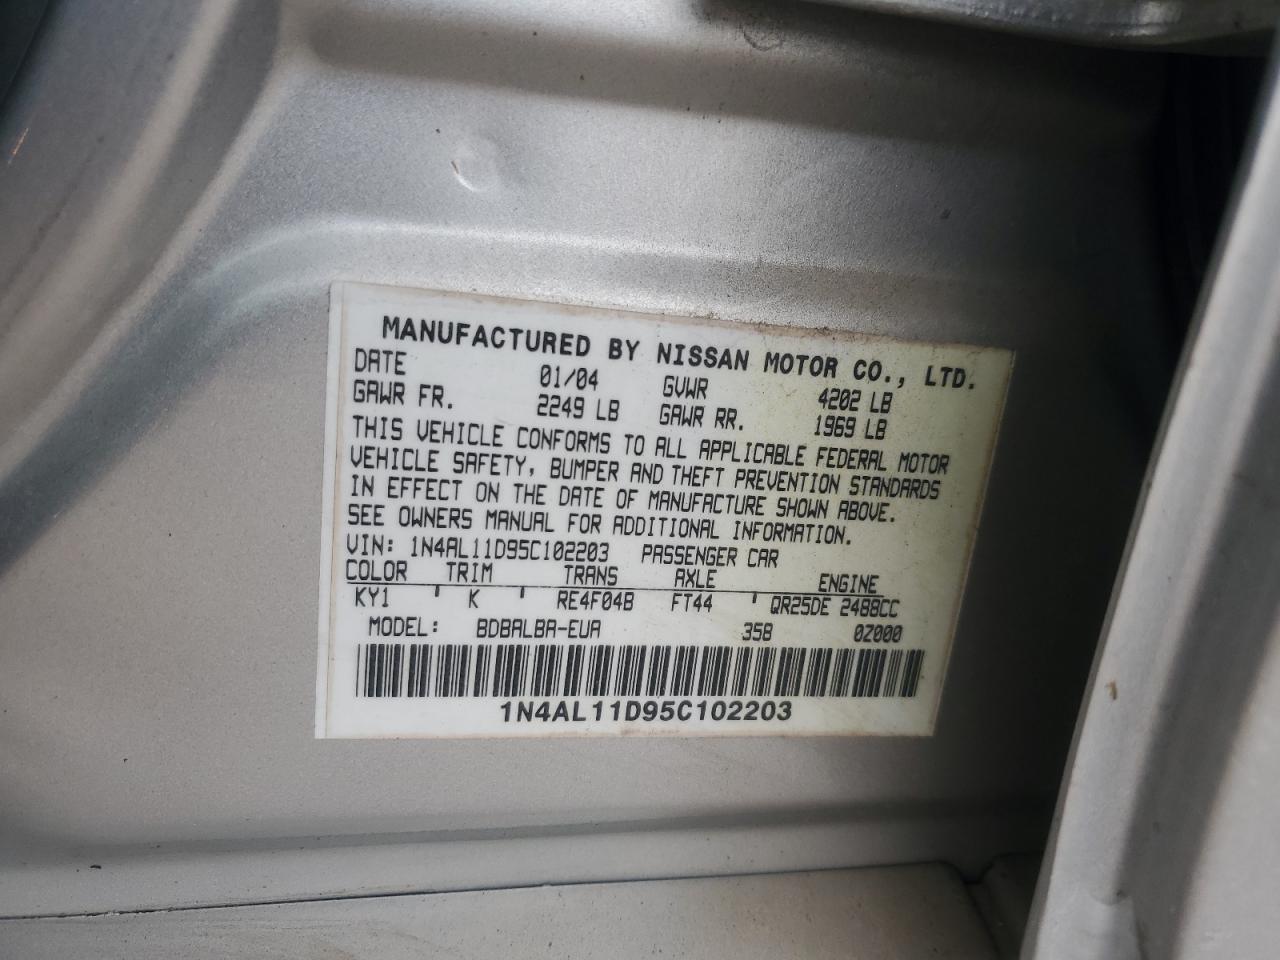 MANUFACTURED BY NISSAN MOTOR CO., LTD.
DATE 01/04 GVWR 4202 LB
GAWR FR. 2249 LB GAWR RR. 1969 LB
THIS VEHICLE CONFORMS TO ALL APPLICABLE FEDERAL MOTOR
VEHICLE SAFETY, BUMPER AND THEFT PREVENTION STANDARDS
IN EFFECT ON THE DATE OF MANUFACTURE SHOWN ABOVE.
SEE OWNERS MANUAL FOR ADDITIONAL INFORMATION.
VIN: 1N4AL11D95C102203 PASSENGER CAR
COLOR TRIM TRANS AXLE ENGINE
KY1 ' K ' RE4F04B FT44 ' QR25DE 2488CC
MODEL: BDBALBA-EUA 358 0Z000
1N4AL11D95C102203